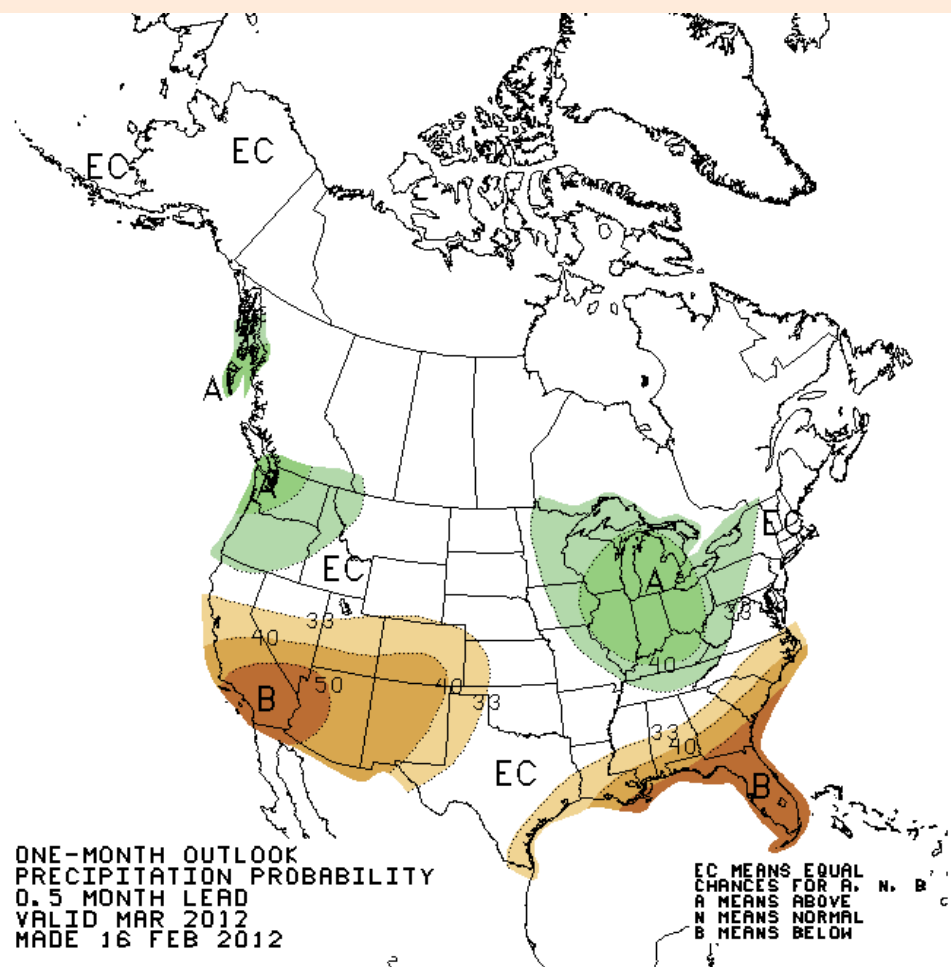 EC
EC
A
A
EC
EC
A
33
33
40
40
B
50
40
33
33
40
EC
B
ONE-MONTH OUTLOOK
PRECIPITATION PROBABILITY
0.5 MONTH LEAD
VALID MAR 2012
MADE 16 FEB 2012
EC MEANS EQUAL
CHANCES FOR A, N, B
A MEANS ABOVE
N MEANS NORMAL
B MEANS BELOW